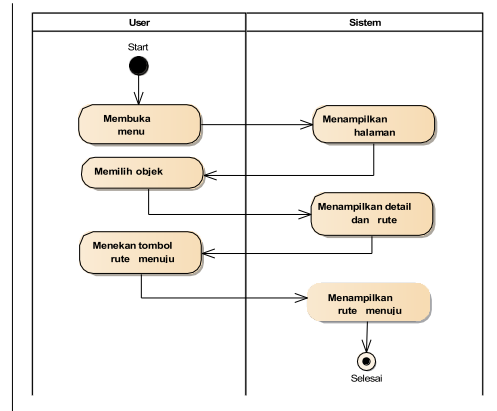 User
Sistem
Start
Membuka
menu
Menampilkan
halaman
Memilih objek
Menampilkan detail
dan rute
Menekan tombol
rute menuju
Menampilkan
rute menuju
Selesai